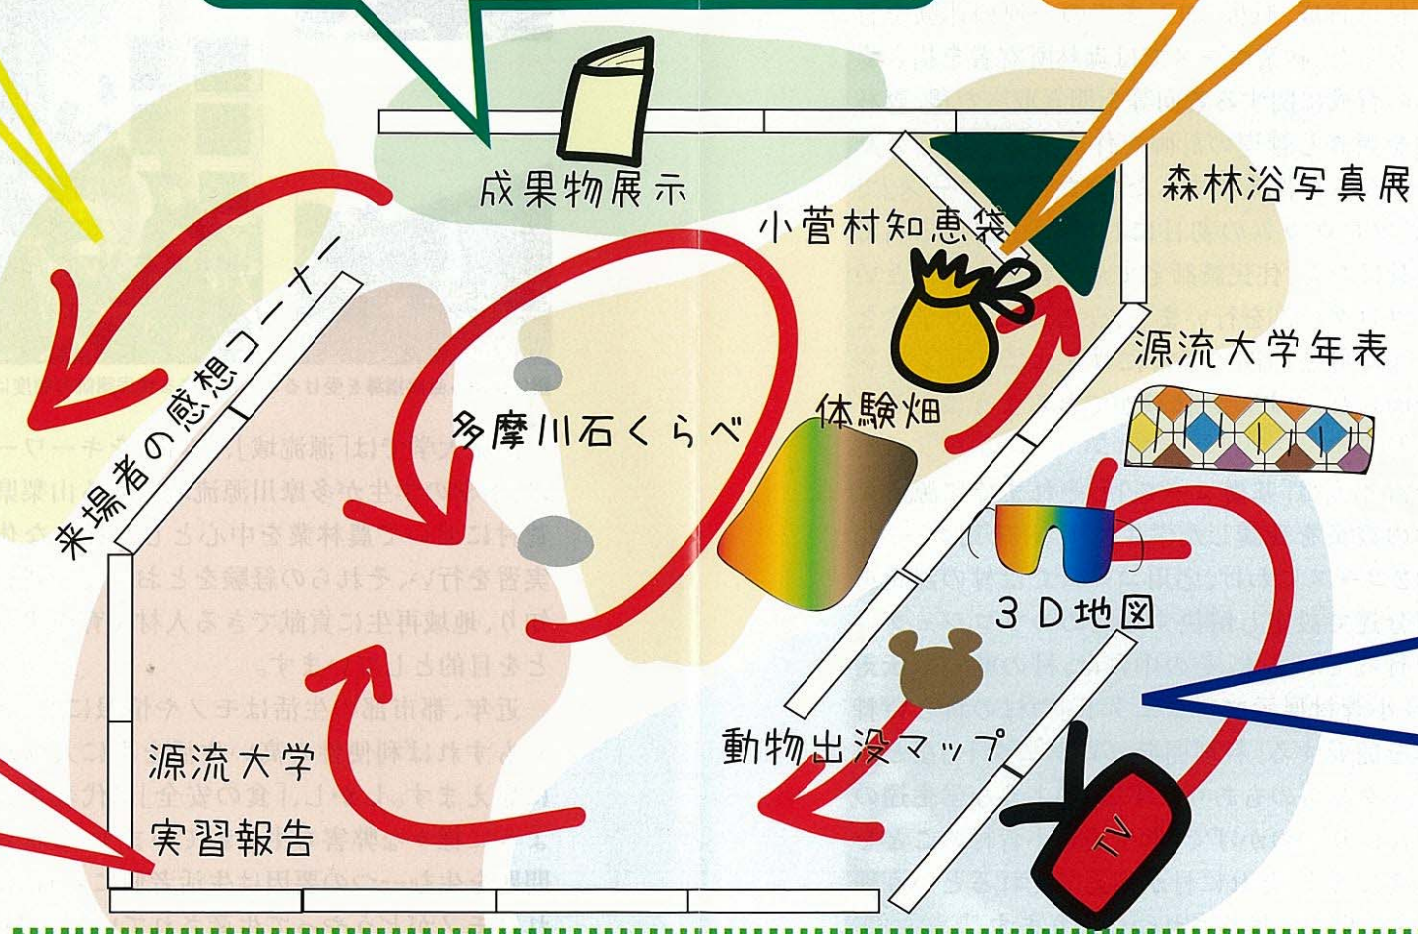 成果物展示
森林浴写真展
小菅村知恵袋
源流大学年表
来場者の感想コーナー
多摩川石くらべ
体験畑
3D地図
動物出没マップ
源流大学
実習報告
TV